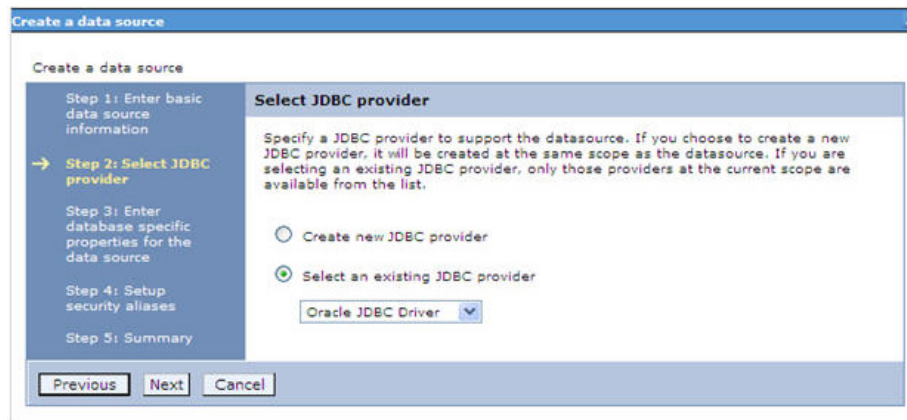 Create a data source
Create a data source
Step 1: Enter basic
data source
information
Step 2: Select JDBC
provider
Step 3: Enter
database specific
properties for the
data source
Step 4: Setup
security aliases
Step 5: Summary
Select JDBC provider
Specify a JDBC provider to support the datasource. If you choose to create a new
JDBC provider, it will be created at the same scope as the datasource. If you are
selecting an existing JDBC provider, only those providers at the current scope are
available from the list.
Create new JDBC provider
Select an existing JDBC provider
Oracle JDBC Driver
Previous Next Cancel